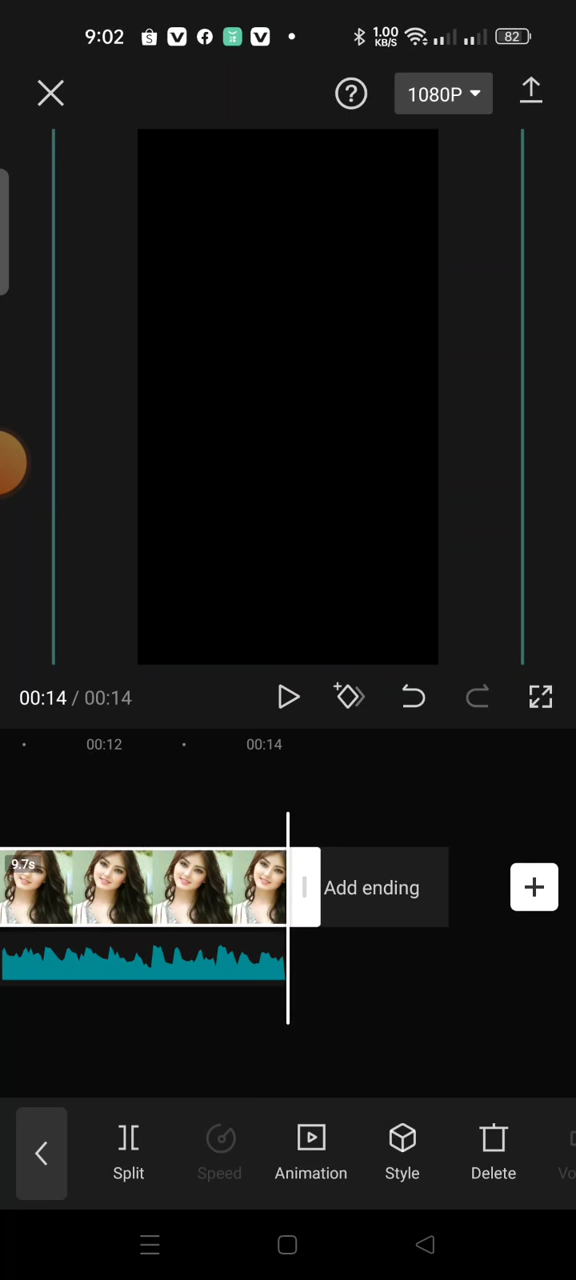 9:02
1.00
KB/S
82
1080P
00:14 / 00:14
00:12
00:14
9.7s
Add ending
Split
Speed
Animation
Style
Delete
Vo